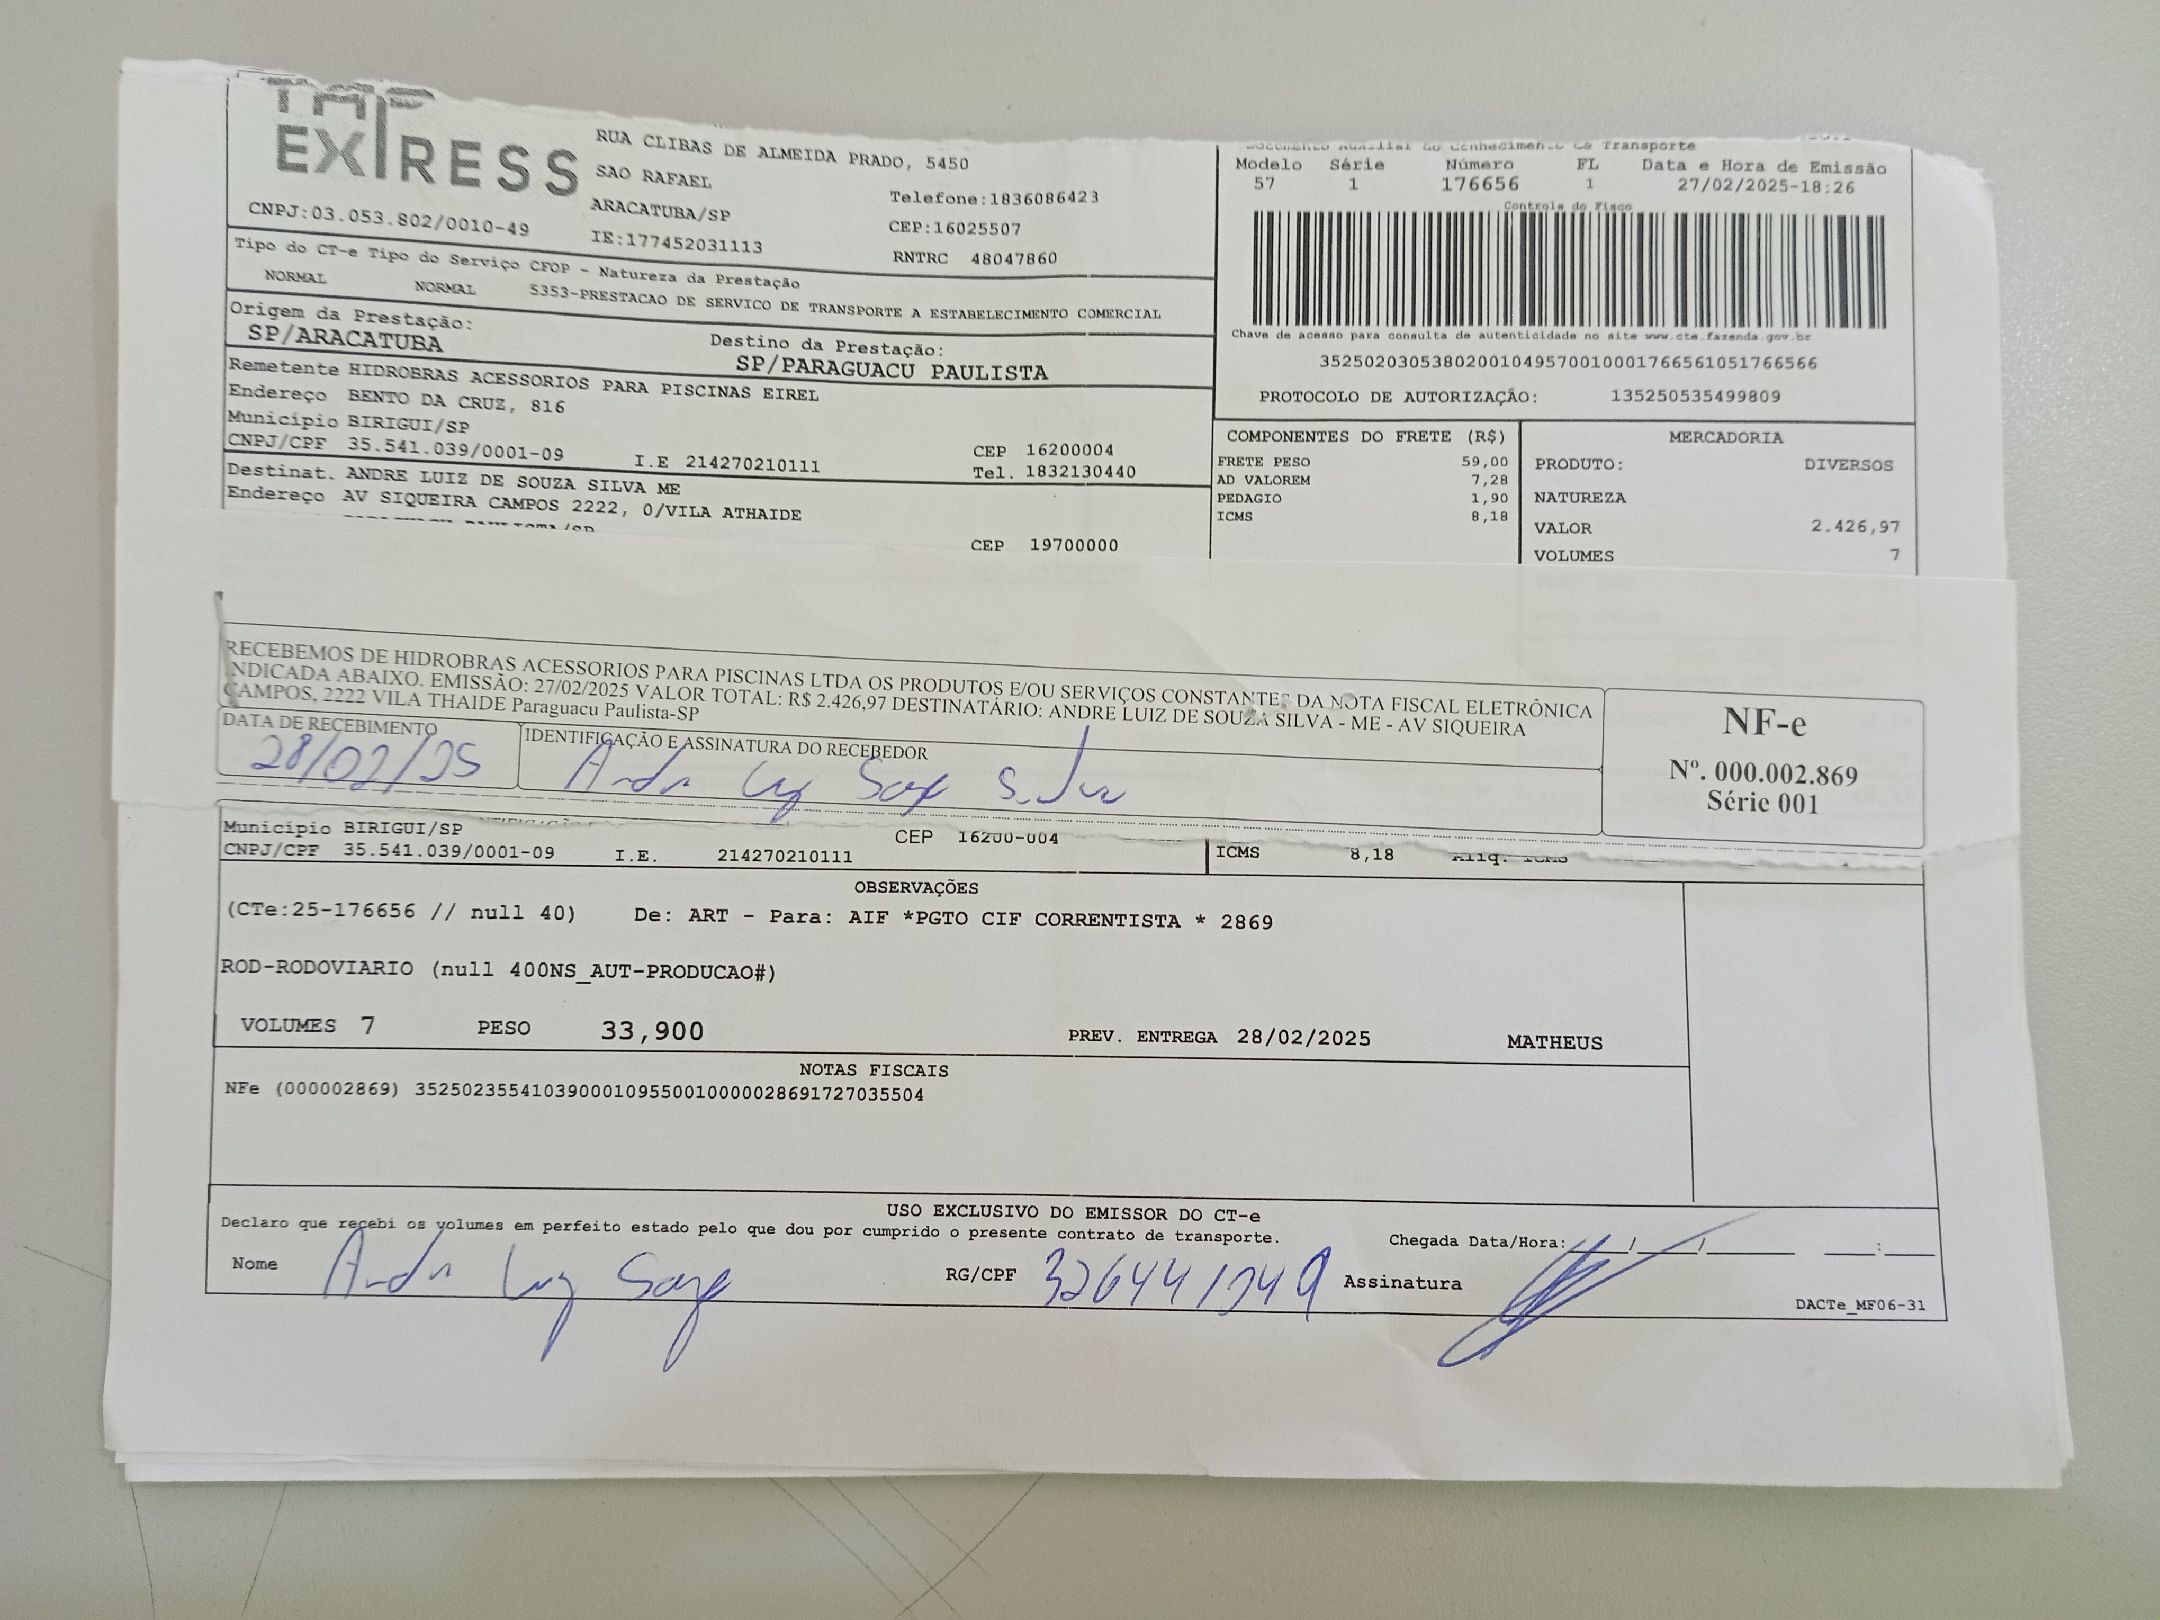 EXPRESS
RUA CLIBAS DE ALMEIDA PRADO, 5450
SAO RAFAEL
ARACATUBA/SP
IE:177452031113
Telefone:1836086423
CEP:16025507
RNTRC 48047860
CNPJ:03.053.802/0010-49
Tipo do CT-e Tipo do Serviço CFOP - Natureza da Prestação
NORMAL NORMAL 5353-PRESTACAO DE SERVICO DE TRANSPORTE A ESTABELECIMENTO COMERCIAL
Origem da Prestação:
SP/ARACATUBA
Destino da Prestação:
SP/PARAGUACU PAULISTA
Remetente HIDROBRAS ACESSORIOS PARA PISCINAS EIREL
Endereço BENTO DA CRUZ, 816
Município BIRIGUI/SP
CEP 16200004
CNPJ/CPF 35.541.039/0001-09 I.E 214270210111 Tel. 1832130440
Destinat. ANDRE LUIZ DE SOUZA SILVA ME
Endereço AV SIQUEIRA CAMPOS 2222, 0/VILA ATHAIDE
CEP 19700000
Documento Auxiliar do Conhecimento de Transporte
Modelo Série Número FL Data e Hora de Emissão
57 1 176656 1 27/02/2025-18:26
Controle do Fisco
Chave de acesso para consulta de autenticidade no site www.cte.fazenda.gov.br
35250203053802001049570010001766561051766566
PROTOCOLO DE AUTORIZAÇÃO: 135250535499809
COMPONENTES DO FRETE (R$)
FRETE PESO 59,00
AD VALOREM 7,28
PEDAGIO 1,90
ICMS 8,18
MERCADORIA
PRODUTO: DIVERSOS
NATUREZA
VALOR 2.426,97
VOLUMES 7
RECEBEMOS DE HIDROBRAS ACESSORIOS PARA PISCINAS LTDA OS PRODUTOS E/OU SERVIÇOS CONSTANTES DA NOTA FISCAL ELETRÔNICA
INDICADA ABAIXO. EMISSÃO: 27/02/2025 VALOR TOTAL: R$ 2.426,97 DESTINATÁRIO: ANDRE LUIZ DE SOUZA SILVA - ME - AV SIQUEIRA
CAMPOS, 2222 VILA THAIDE Paraguacu Paulista-SP
DATA DE RECEBIMENTO
28/02/25
IDENTIFICAÇÃO E ASSINATURA DO RECEBEDOR
NF-e
Nº. 000.002.869
Série 001
Município BIRIGUI/SP CEP 16200-004
CNPJ/CPF 35.541.039/0001-09 I.E. 214270210111
ICMS 8,18 Aliq. ICMS
OBSERVAÇÕES
(CTe:25-176656 // null 40) De: ART - Para: AIF *PGTO CIF CORRENTISTA * 2869
ROD-RODOVIARIO (null 400NS_AUT-PRODUCAO#)
VOLUMES 7 PESO 33,900 PREV. ENTREGA 28/02/2025 MATHEUS
NOTAS FISCAIS
NFe (000002869) 35250235541039000109550010000028691727035504
USO EXCLUSIVO DO EMISSOR DO CT-e
Declaro que recebi os volumes em perfeito estado pelo que dou por cumprido o presente contrato de transporte.
Chegada Data/Hora: / / :
Nome
RG/CPF
Assinatura
DACTe_MF06-31